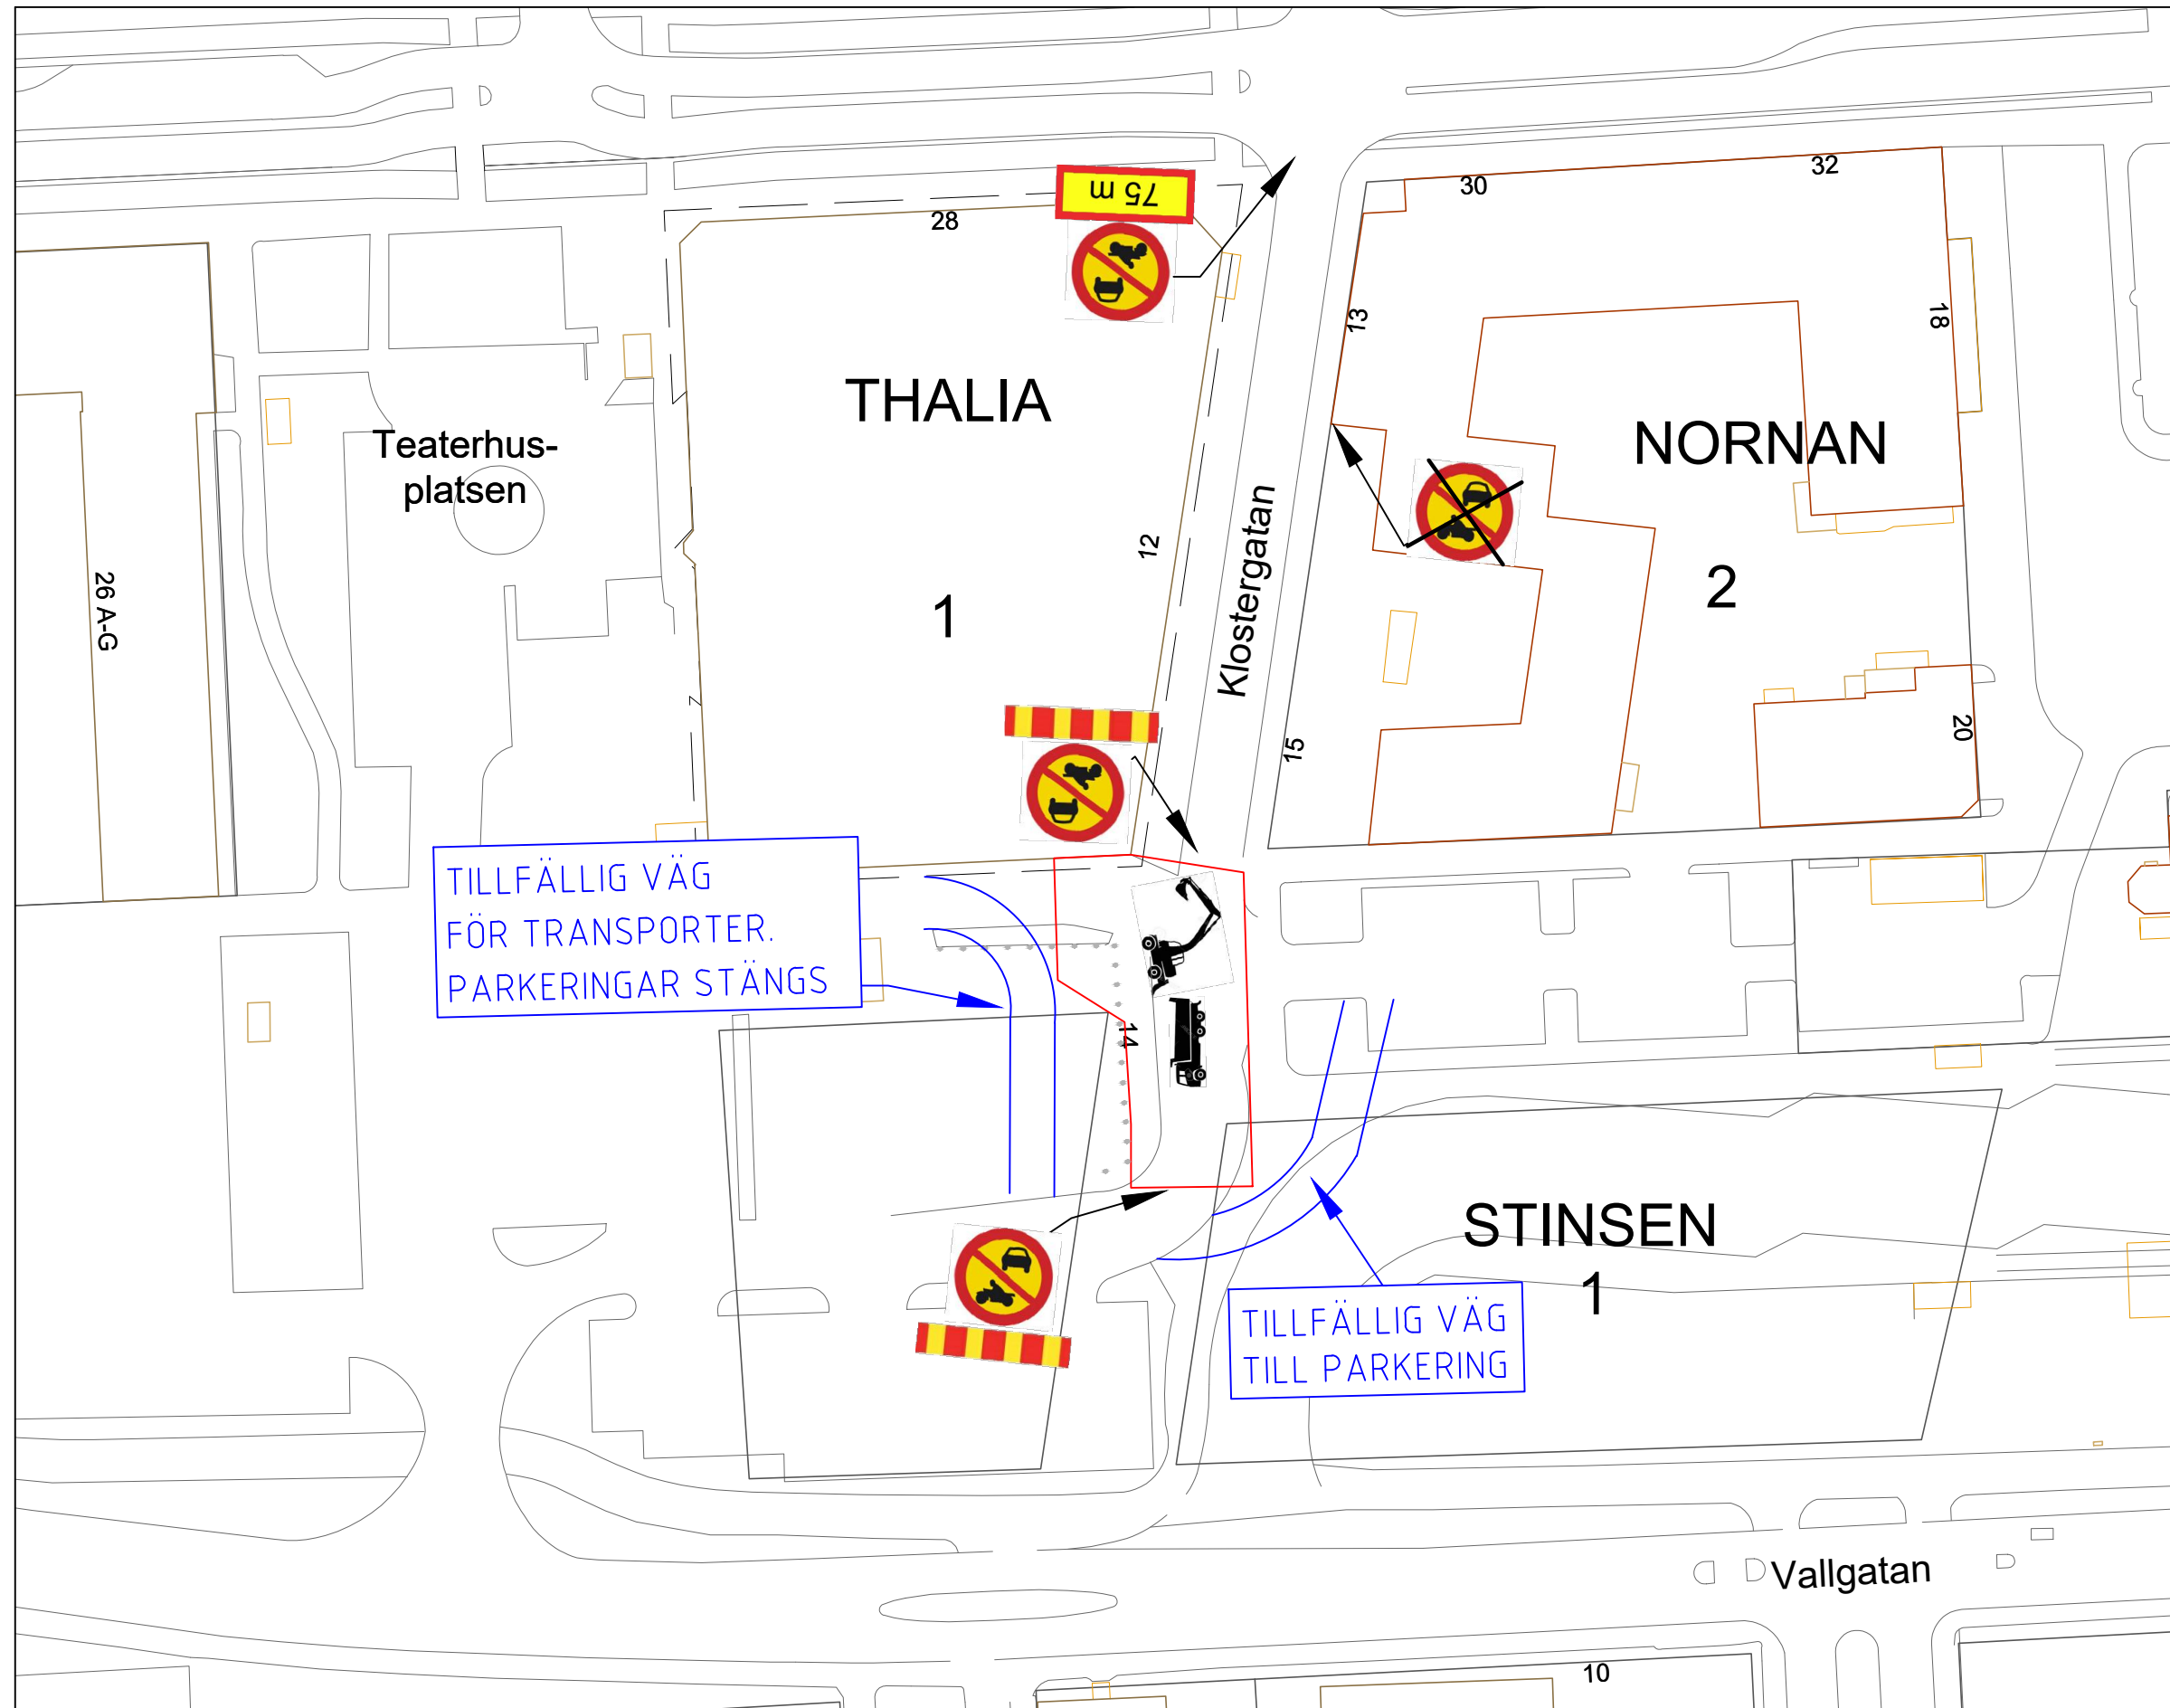 32
30
75 m
28
13
18
THALIA
Teaterhus-
platsen
NORNAN
Klostergatan
12
26 A-G
1
2
15
20
TILLFÄLLIG VÄG
FÖR TRANSPORTER.
PARKERINGAR STÄNGS
14
STINSEN
1
TILLFÄLLIG VÄG
TILL PARKERING
Vallgatan
10